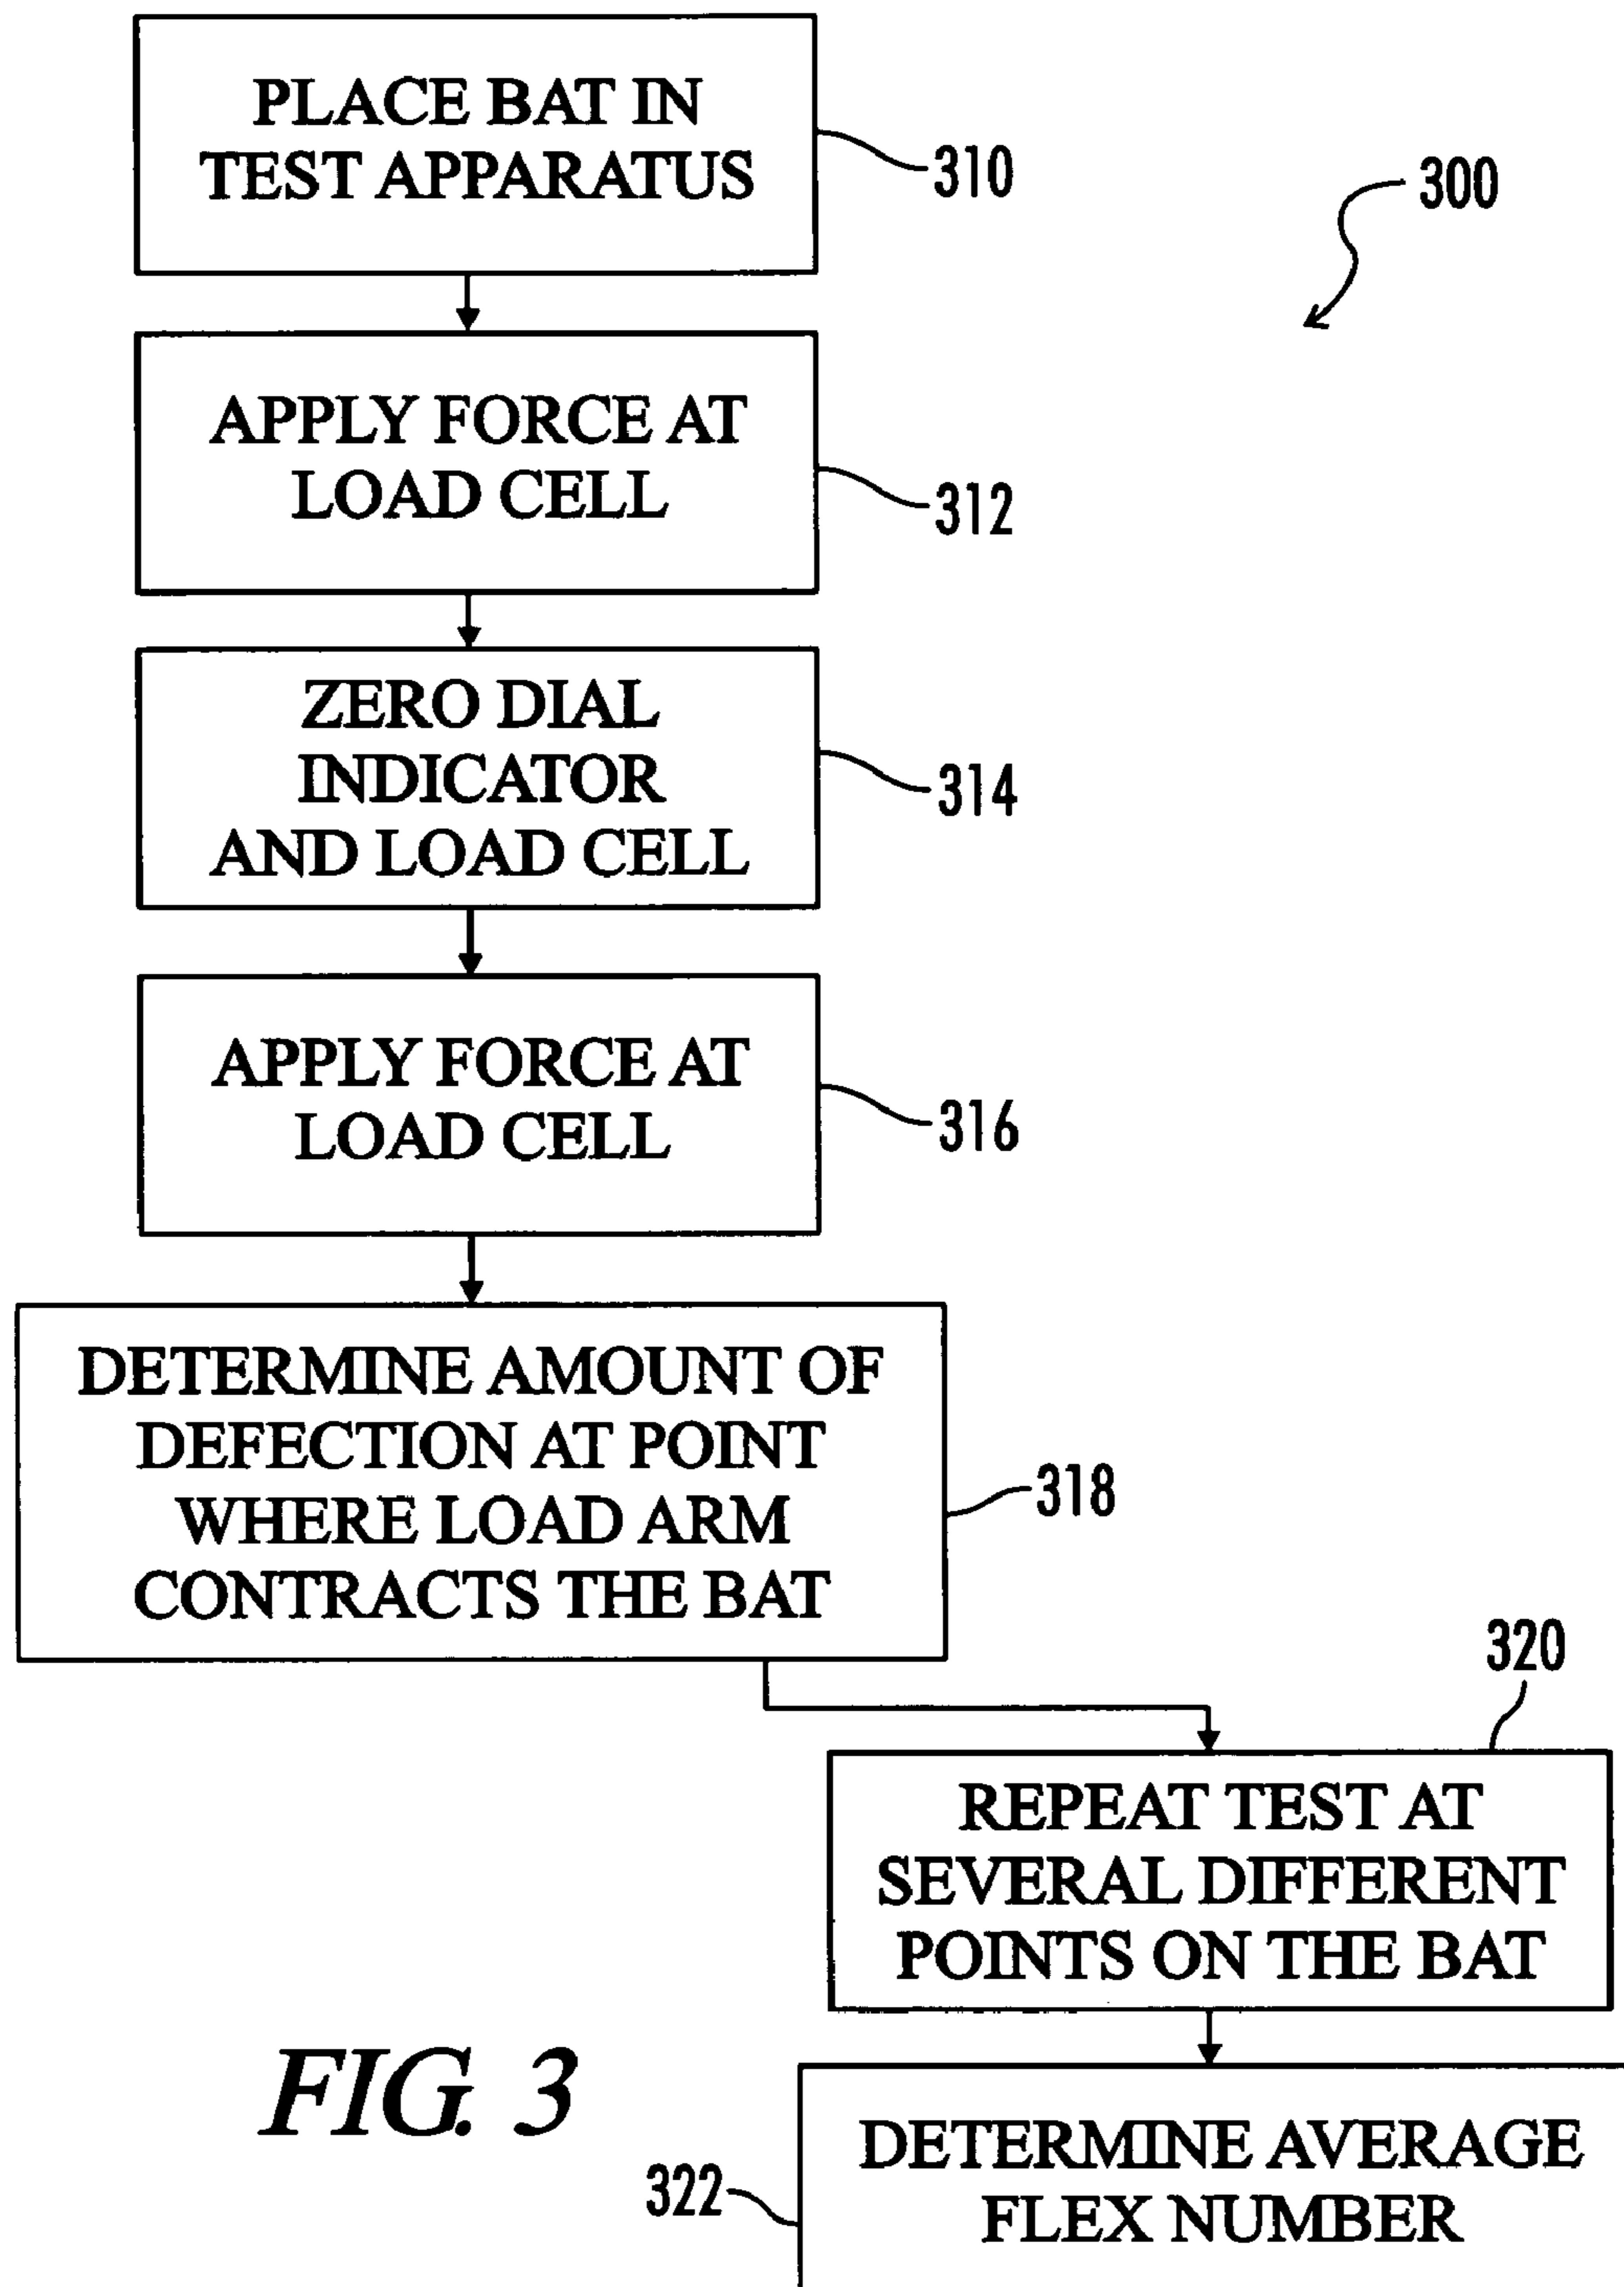 PLACE BAT IN
TEST APPARATUS
310
300
APPLY FORCE AT
LOAD CELL
312
ZERO DIAL
INDICATOR
AND LOAD CELL
314
APPLY FORCE AT
LOAD CELL
316
DETERMINE AMOUNT OF
DEFECTION AT POINT
WHERE LOAD ARM
CONTRACTS THE BAT
318
320
REPEAT TEST AT
SEVERAL DIFFERENT
POINTS ON THE BAT
FIG. 3
322
DETERMINE AVERAGE
FLEX NUMBER